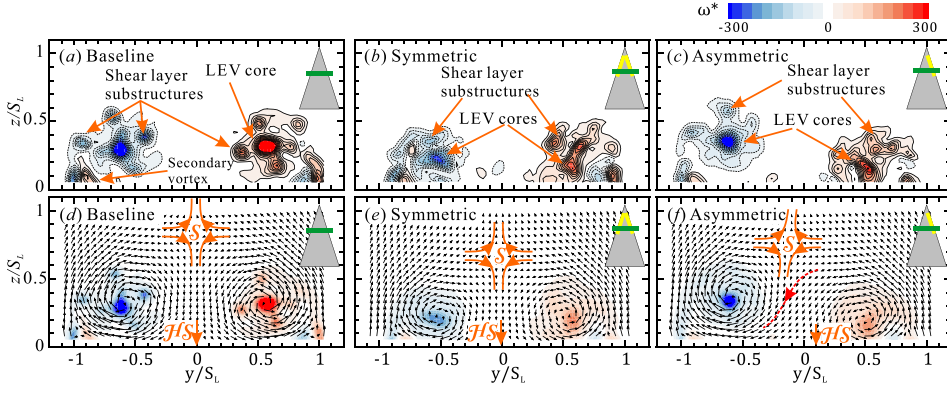 ω*
-300 0 300
(a) Baseline
Shear layer
substructures
LEV core
Secondary
vortex
(b) Symmetric
Shear layer
substructures
LEV cores
(c) Asymmetric
Shear layer
substructures
LEV cores
z/S_L
1
0.5
0
(d) Baseline
S
HS
(e) Symmetric
S
HS
(f) Asymmetric
S
HS
z/S_L
1
0.5
0
-1 -0.5 0 0.5 1
-1 -0.5 0 0.5 1
-1 -0.5 0 0.5 1
y/S_L
y/S_L
y/S_L